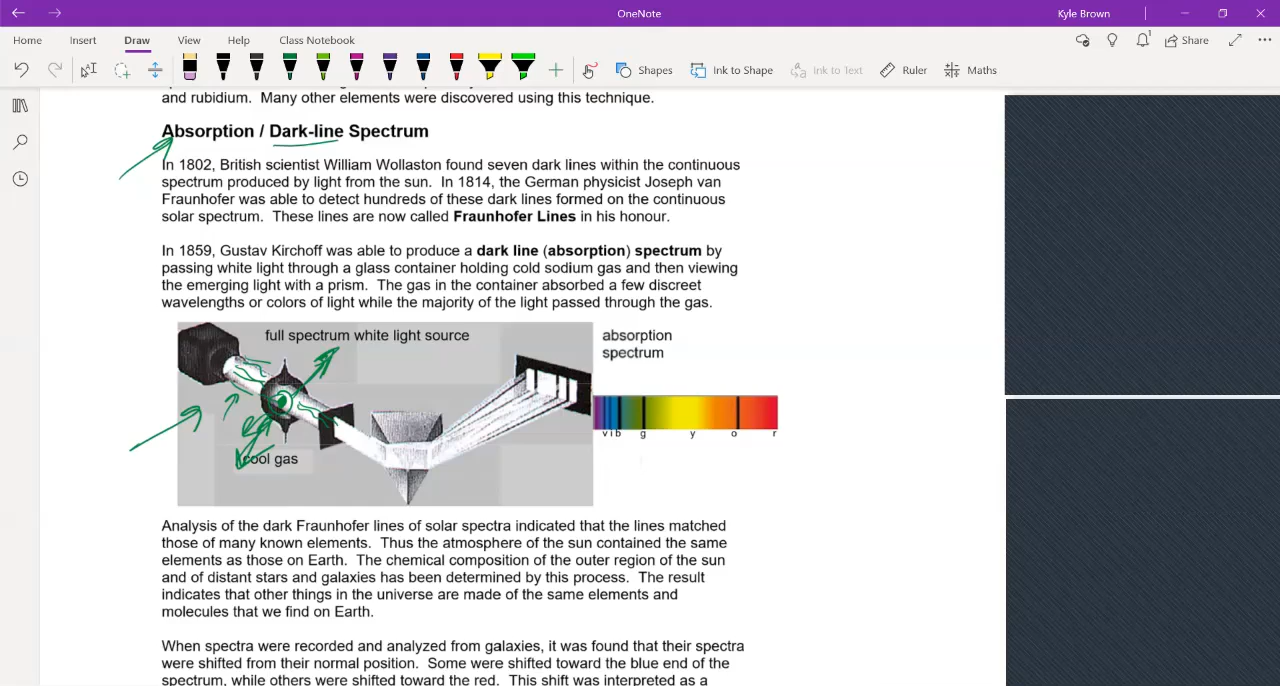 OneNote
Kyle Brown
Home Insert Draw View Help Class Notebook
Share
Shapes Ink to Shape Ink to Text Ruler Maths
and rubidium. Many other elements were discovered using this technique.
Absorption / Dark-line Spectrum
In 1802, British scientist William Wollaston found seven dark lines within the continuous
spectrum produced by light from the sun. In 1814, the German physicist Joseph van
Fraunhofer was able to detect hundreds of these dark lines formed on the continuous
solar spectrum. These lines are now called Fraunhofer Lines in his honour.
In 1859, Gustav Kirchoff was able to produce a dark line (absorption) spectrum by
passing white light through a glass container holding cold sodium gas and then viewing
the emerging light with a prism. The gas in the container absorbed a few discreet
wavelengths or colors of light while the majority of the light passed through the gas.
full spectrum white light source
absorption
spectrum
v i b g y o r
cool gas
Analysis of the dark Fraunhofer lines of solar spectra indicated that the lines matched
those of many known elements. Thus the atmosphere of the sun contained the same
elements as those on Earth. The chemical composition of the outer region of the sun
and of distant stars and galaxies has been determined by this process. The result
indicates that other things in the universe are made of the same elements and
molecules that we find on Earth.
When spectra were recorded and analyzed from galaxies, it was found that their spectra
were shifted from their normal position. Some were shifted toward the blue end of the
spectrum, while others were shifted toward the red. This shift was interpreted as a